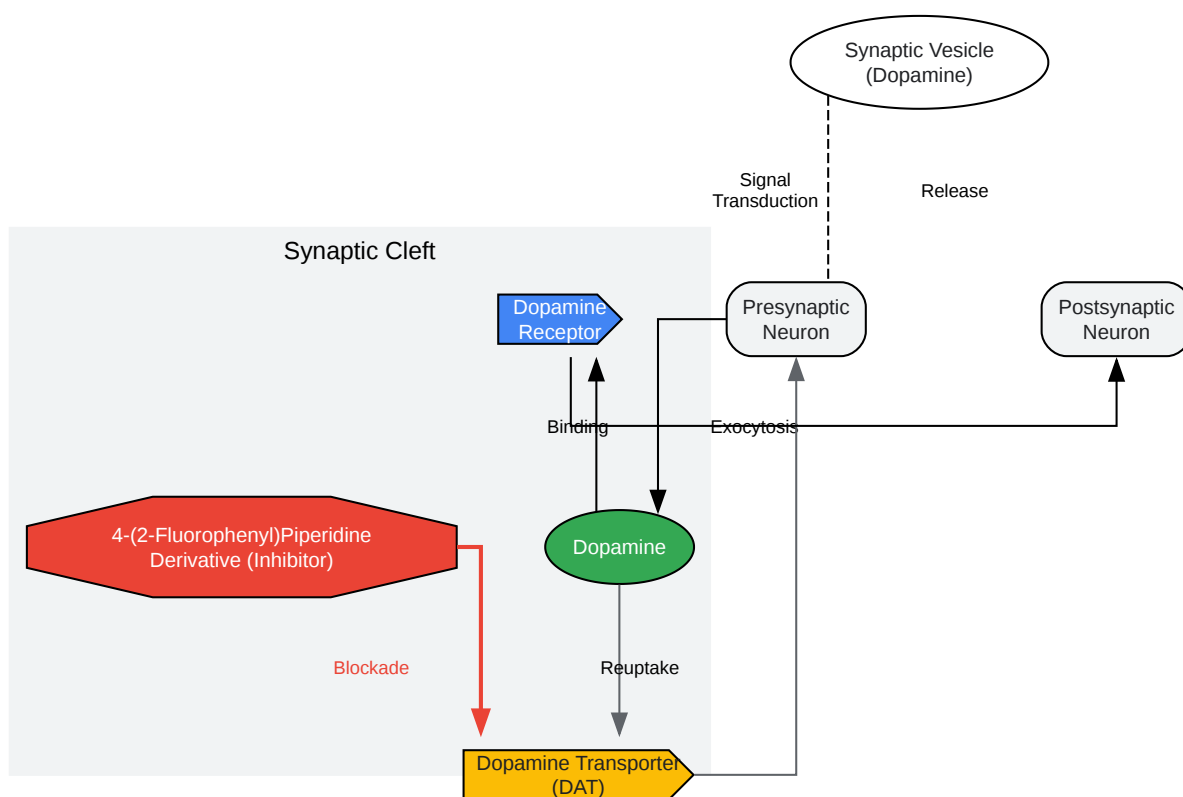 Synaptic Vesicle
(Dopamine)
Signal
Transduction
Release
Synaptic Cleft
Dopamine
Receptor
Presynaptic
Neuron
Postsynaptic
Neuron
Binding
Exocytosis
4-(2-Fluorophenyl)Piperidine
Derivative (Inhibitor)
Dopamine
Blockade
Reuptake
Dopamine Transporter
(DAT)